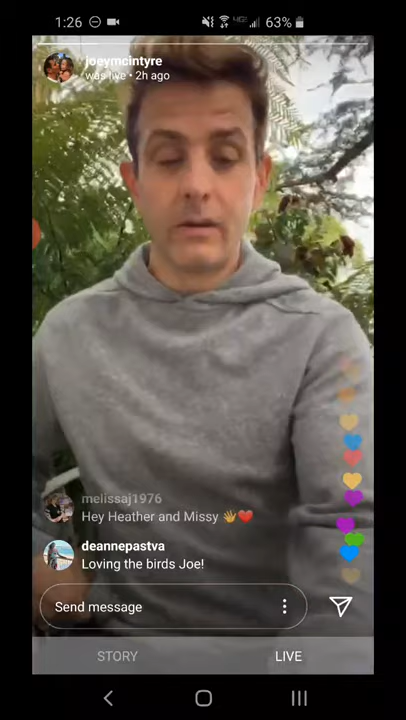 1:26
63%
joeymcintyre
was live • 2h ago
melissaj1976
Hey Heather and Missy 👋❤️
deannepastva
Loving the birds Joe!
Send message
STORY
LIVE